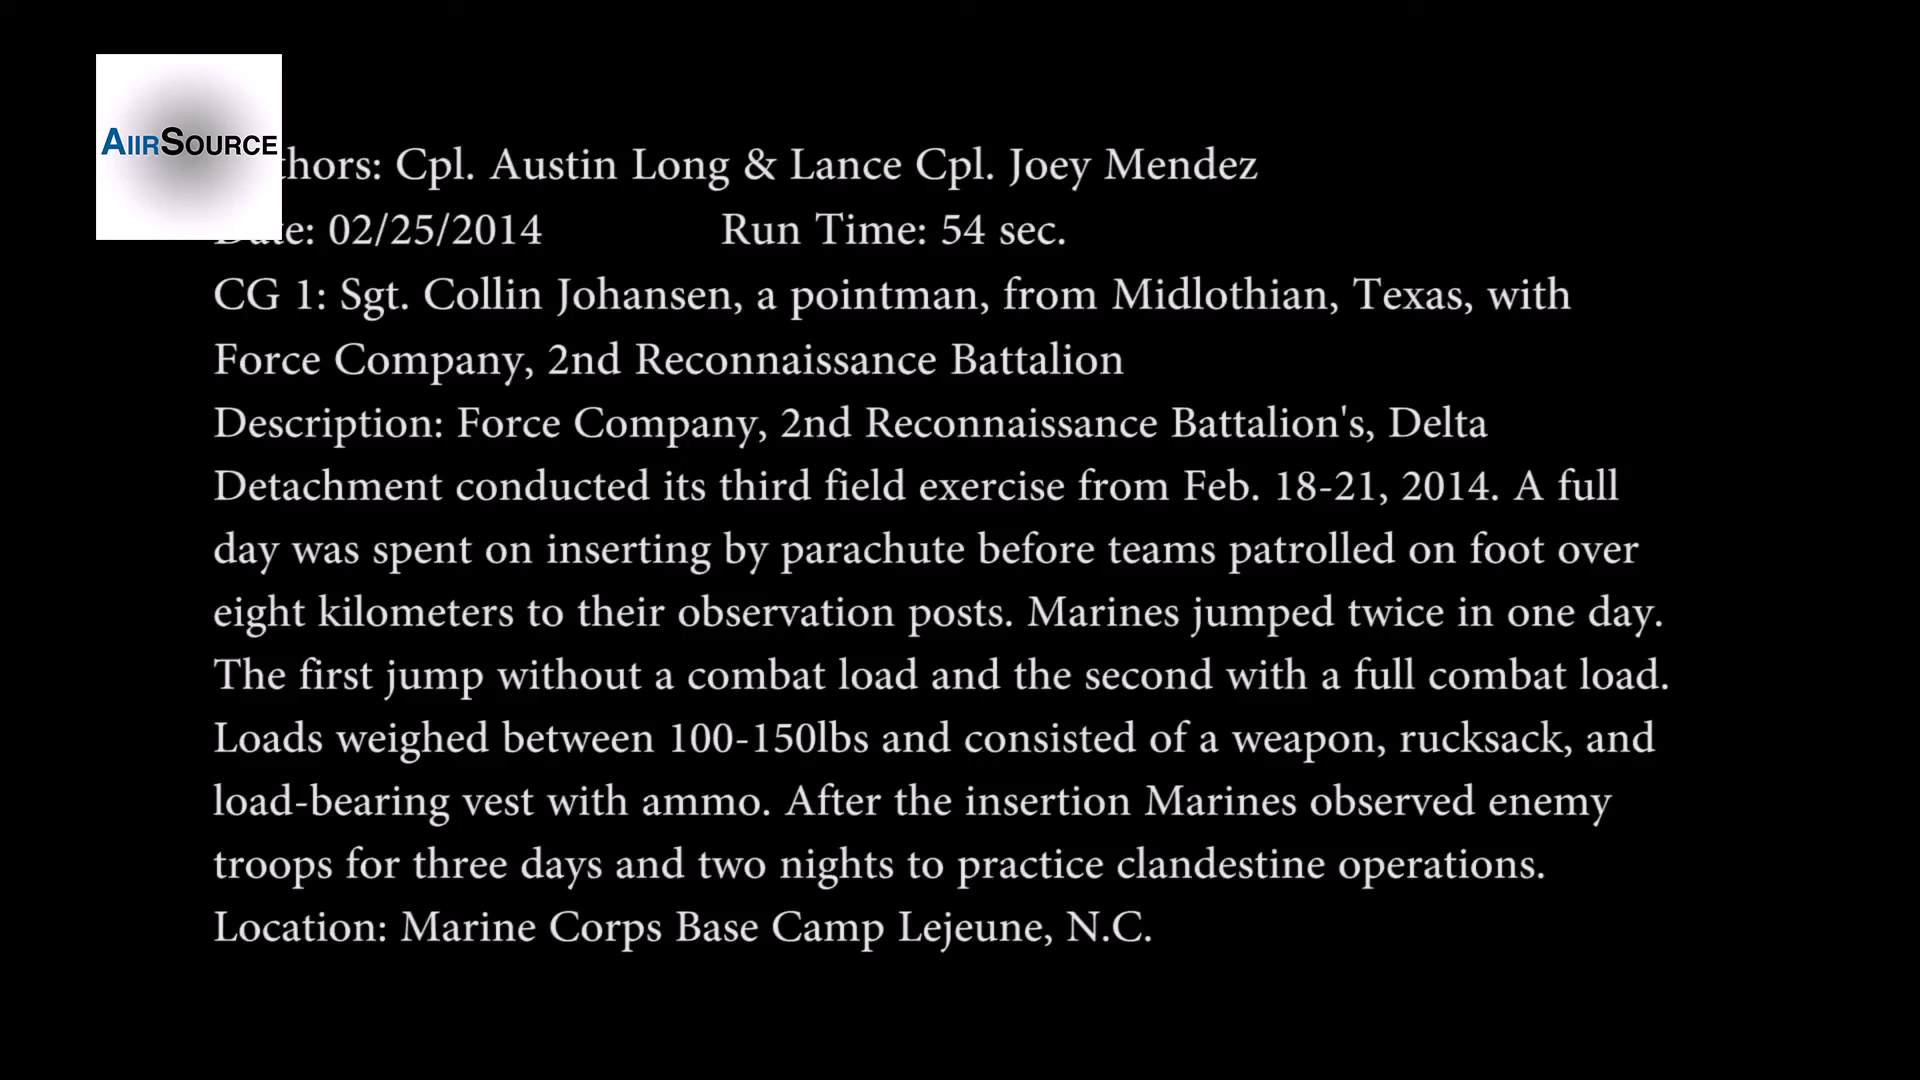 AIIRSOURCE
thors: Cpl. Austin Long & Lance Cpl. Joey Mendez
Date: 02/25/2014 Run Time: 54 sec.
CG 1: Sgt. Collin Johansen, a pointman, from Midlothian, Texas, with
Force Company, 2nd Reconnaissance Battalion
Description: Force Company, 2nd Reconnaissance Battalion's, Delta
Detachment conducted its third field exercise from Feb. 18-21, 2014. A full
day was spent on inserting by parachute before teams patrolled on foot over
eight kilometers to their observation posts. Marines jumped twice in one day.
The first jump without a combat load and the second with a full combat load.
Loads weighed between 100-150lbs and consisted of a weapon, rucksack, and
load-bearing vest with ammo. After the insertion Marines observed enemy
troops for three days and two nights to practice clandestine operations.
Location: Marine Corps Base Camp Lejeune, N.C.